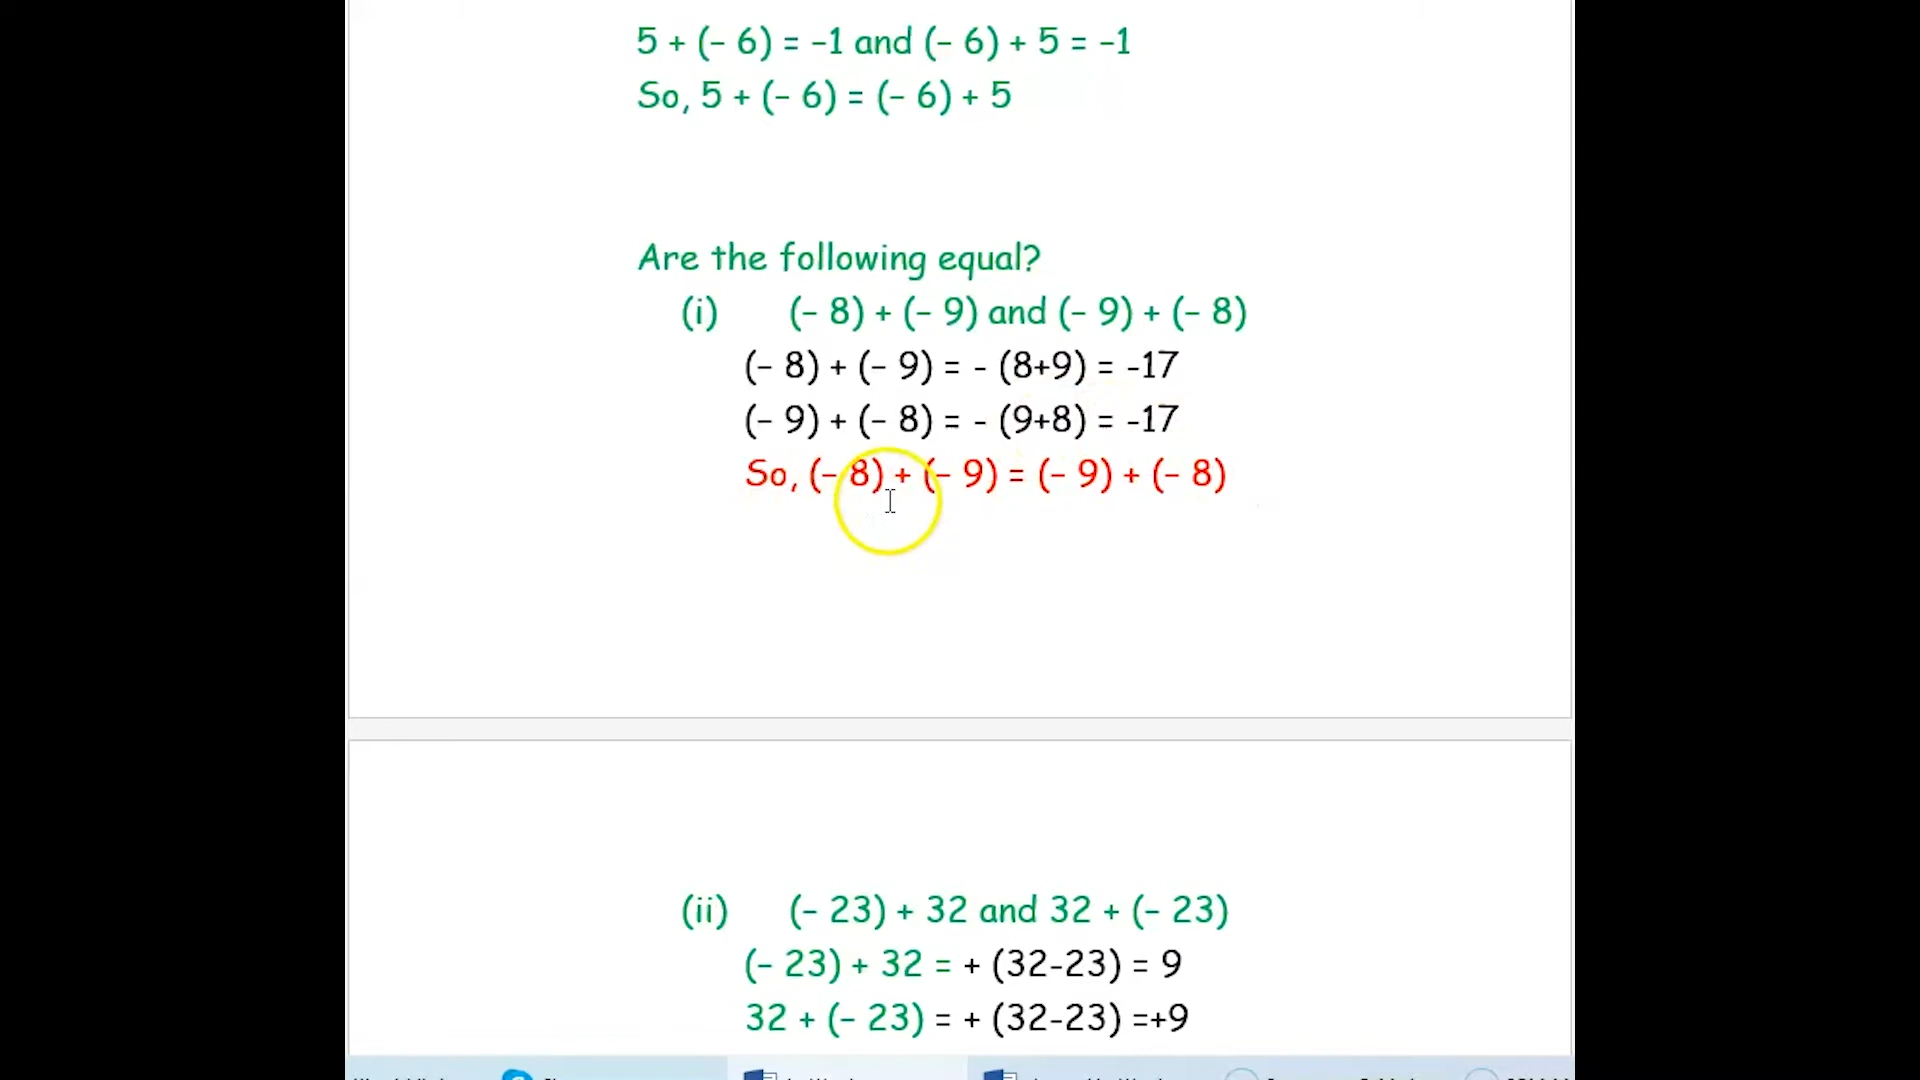 5 + (– 6) = –1 and (– 6) + 5 = –1
So, 5 + (– 6) = (– 6) + 5
Are the following equal?
(i) (– 8) + (– 9) and (– 9) + (– 8)
(– 8) + (– 9) = - (8+9) = -17
(– 9) + (– 8) = - (9+8) = -17
So, (– 8) + (– 9) = (– 9) + (– 8)
(ii) (– 23) + 32 and 32 + (– 23)
(– 23) + 32 = + (32-23) = 9
32 + (– 23) = + (32-23) =+9